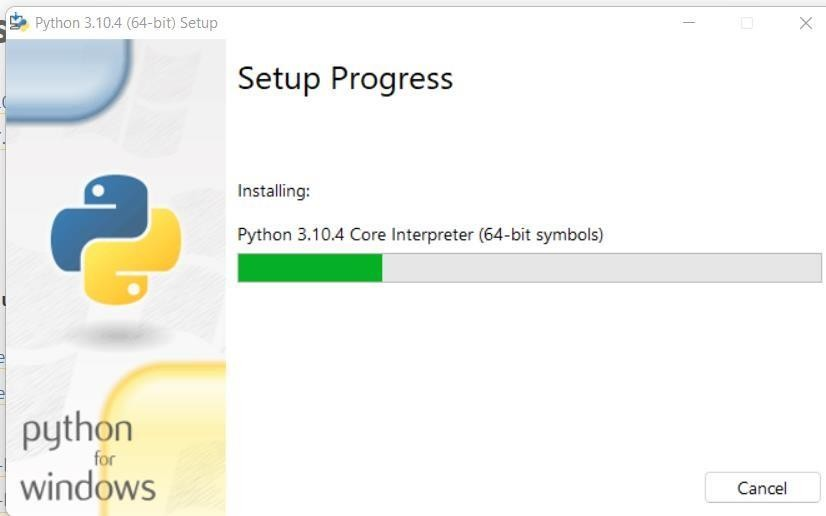 Python 3.10.4 (64-bit) Setup
Setup Progress
Installing:
Python 3.10.4 Core Interpreter (64-bit symbols)
python
for
windows
Cancel